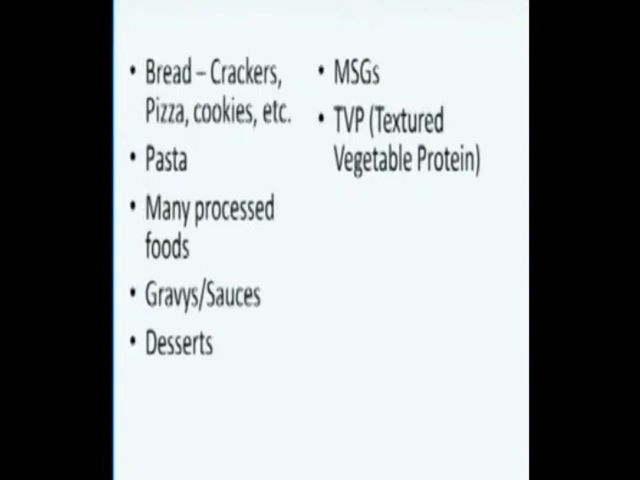 • Bread – Crackers,
Pizza, cookies, etc.
• Pasta
• Many processed
foods
• Gravys/Sauces
• Desserts
• MSGs
• TVP (Textured
Vegetable Protein)